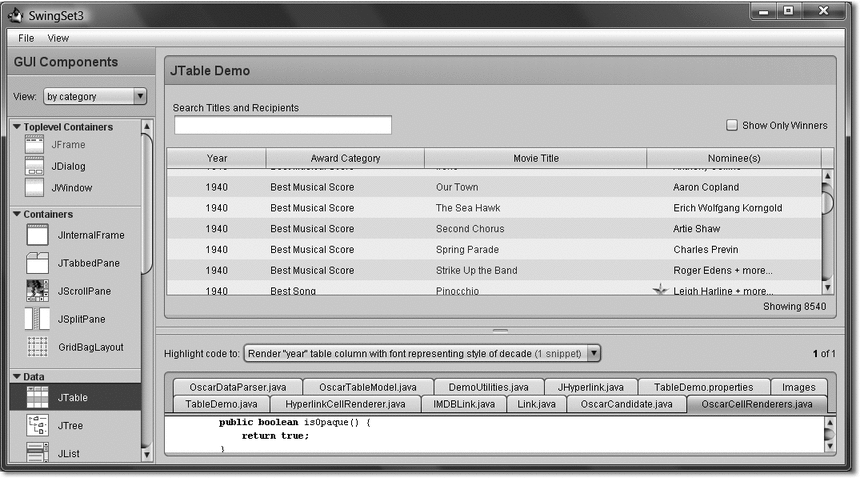 SwingSet3
File View
GUI Components
View: by category
Toplevel Containers
JFrame
JDialog
JWindow
Containers
JInternalFrame
JTabbedPane
JScrollPane
JSplitPane
GridBagLayout
Data
JTable
JTree
JList
JTable Demo
Search Titles and Recipients
Show Only Winners
Year Award Category Movie Title Nominee(s)
1940 Best Musical Score Our Town Aaron Copland
1940 Best Musical Score The Sea Hawk Erich Wolfgang Korngold
1940 Best Musical Score Second Chorus Artie Shaw
1940 Best Musical Score Spring Parade Charles Previn
1940 Best Musical Score Strike Up the Band Roger Edens + more...
1940 Best Song Pinocchio Leigh Harline + more...
Showing 8540
Highlight code to: Render "year" table column with font representing style of decade (1 snippet) 1 of 1
OscarDataParser.java OscarTableModel.java DemoUtilities.java JHyperlink.java TableDemo.properties Images
TableDemo.java HyperlinkCellRenderer.java IMDBLink.java Link.java OscarCandidate.java OscarCellRenderers.java
public boolean isOpaque() {
return true;
}